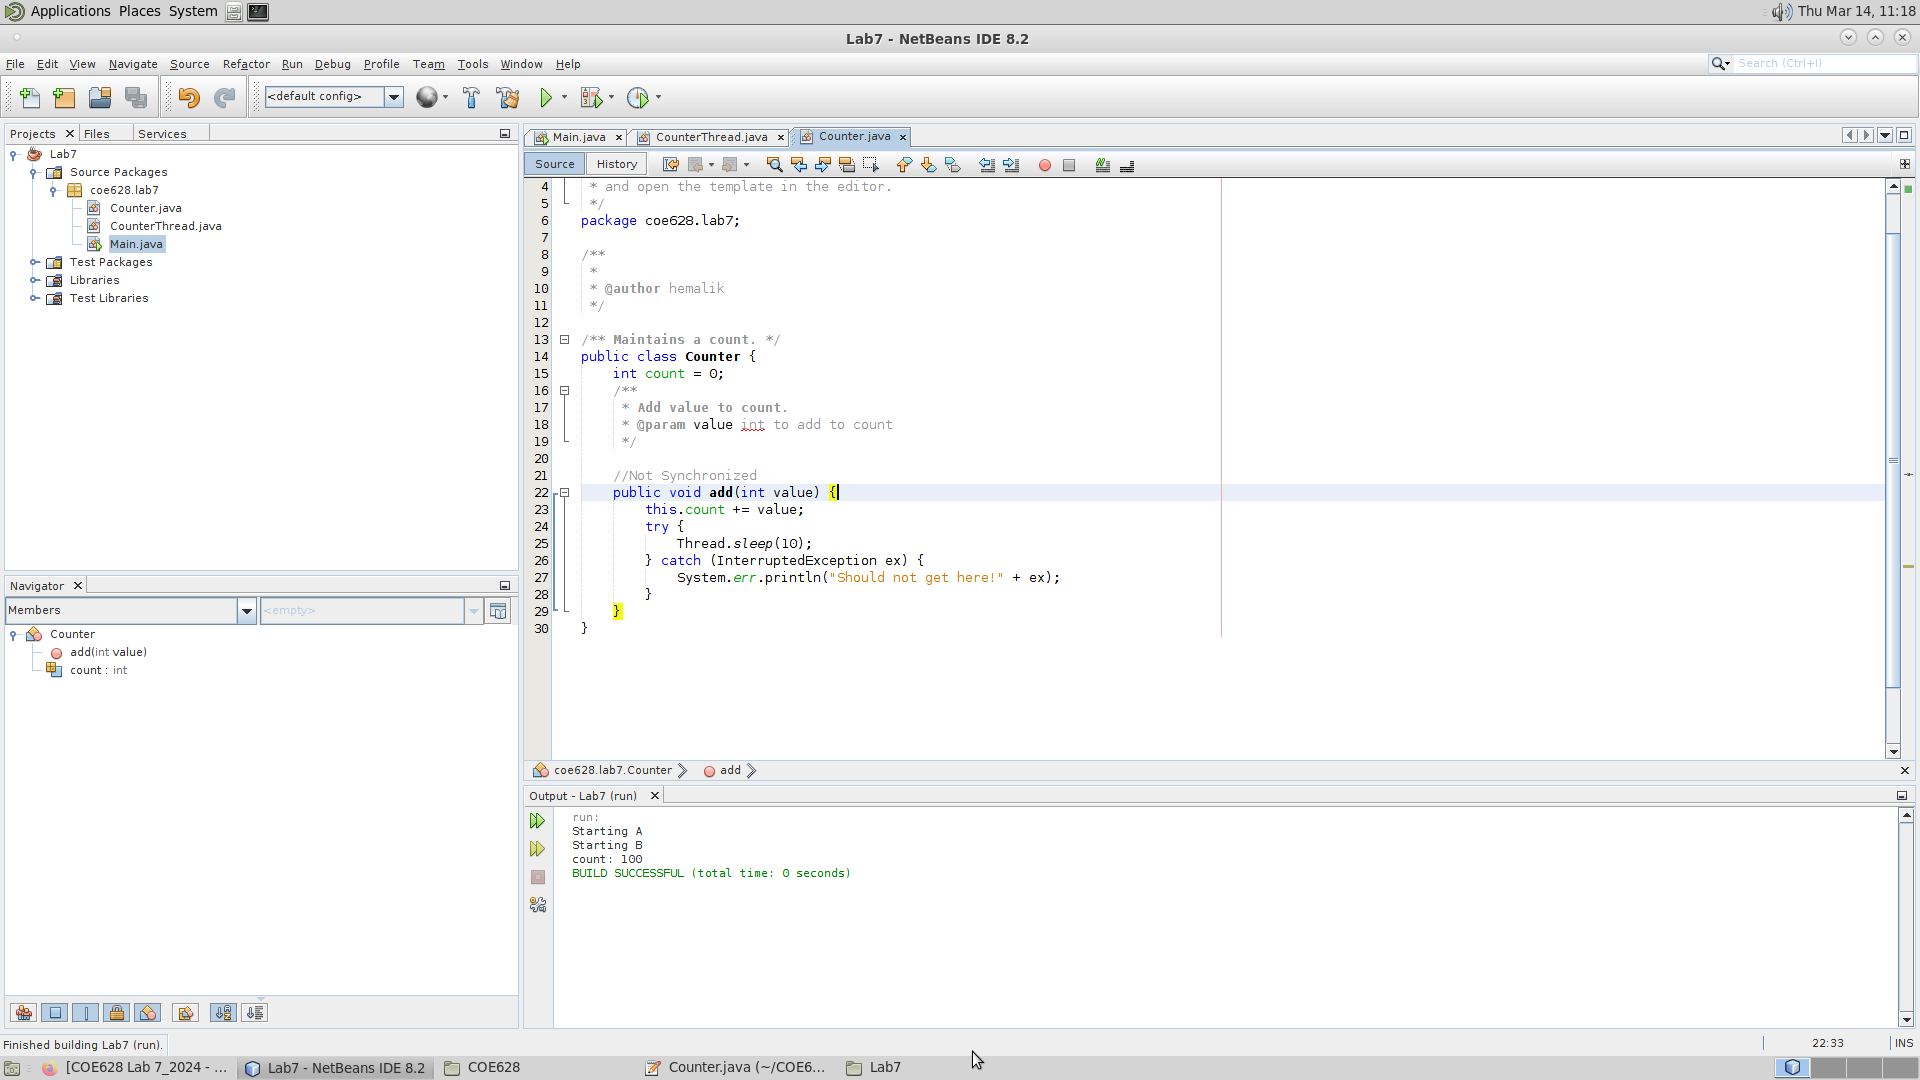 Applications Places System
Thu Mar 14, 11:18
Lab7 - NetBeans IDE 8.2
File Edit View Navigate Source Refactor Run Debug Profile Team Tools Window Help
Search (Ctrl+I)
<default config>
Projects Files Services
Lab7
Source Packages
coe628.lab7
Counter.java
CounterThread.java
Main.java
Test Packages
Libraries
Test Libraries
Navigator
Members
<empty>
Counter
add(int value)
count : int
Main.java CounterThread.java Counter.java
Source History
4 * and open the template in the editor.
5 */
6 package coe628.lab7;
7
8 /**
9 *
10 * @author hemalik
11 */
12
13 /** Maintains a count. */
14 public class Counter {
15 int count = 0;
16 /**
17 * Add value to count.
18 * @param value int to add to count
19 */
20
21 //Not Synchronized
22 public void add(int value) {
23 this.count += value;
24 try {
25 Thread.sleep(10);
26 } catch (InterruptedException ex) {
27 System.err.println("Should not get here!" + ex);
28 }
29 }
30 }
coe628.lab7.Counter add
Output - Lab7 (run)
run:
Starting A
Starting B
count: 100
BUILD SUCCESSFUL (total time: 0 seconds)
Finished building Lab7 (run).
22:33 INS
[COE628 Lab 7_2024 - ... Lab7 - NetBeans IDE 8.2 COE628 Counter.java (~/COE6... Lab7